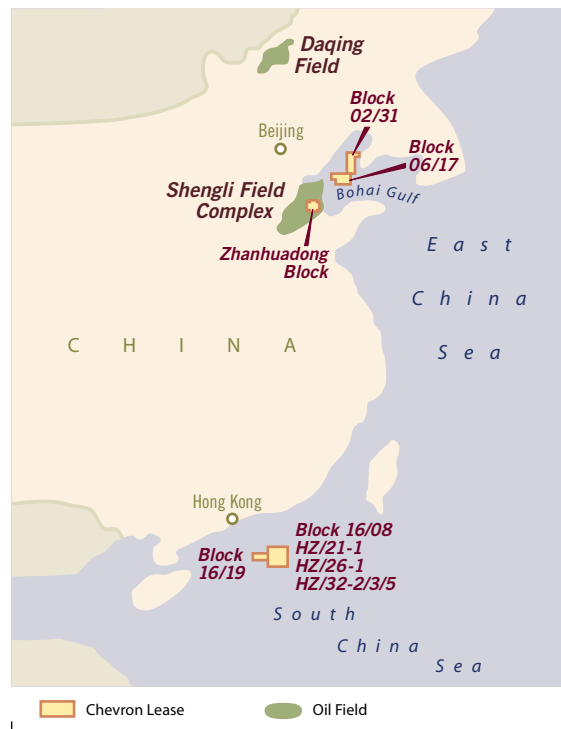 Daqing
Field
Block
02/31
Beijing
Block
06/17
Shengli Field
Complex
Bohai Gulf
Zhanhuadong
Block
East
China
Sea
CHINA
Hong Kong
Block
16/19
Block 16/08
HZ/21-1
HZ/26-1
HZ/32-2/3/5
South
China
Sea
Chevron Lease
Oil Field